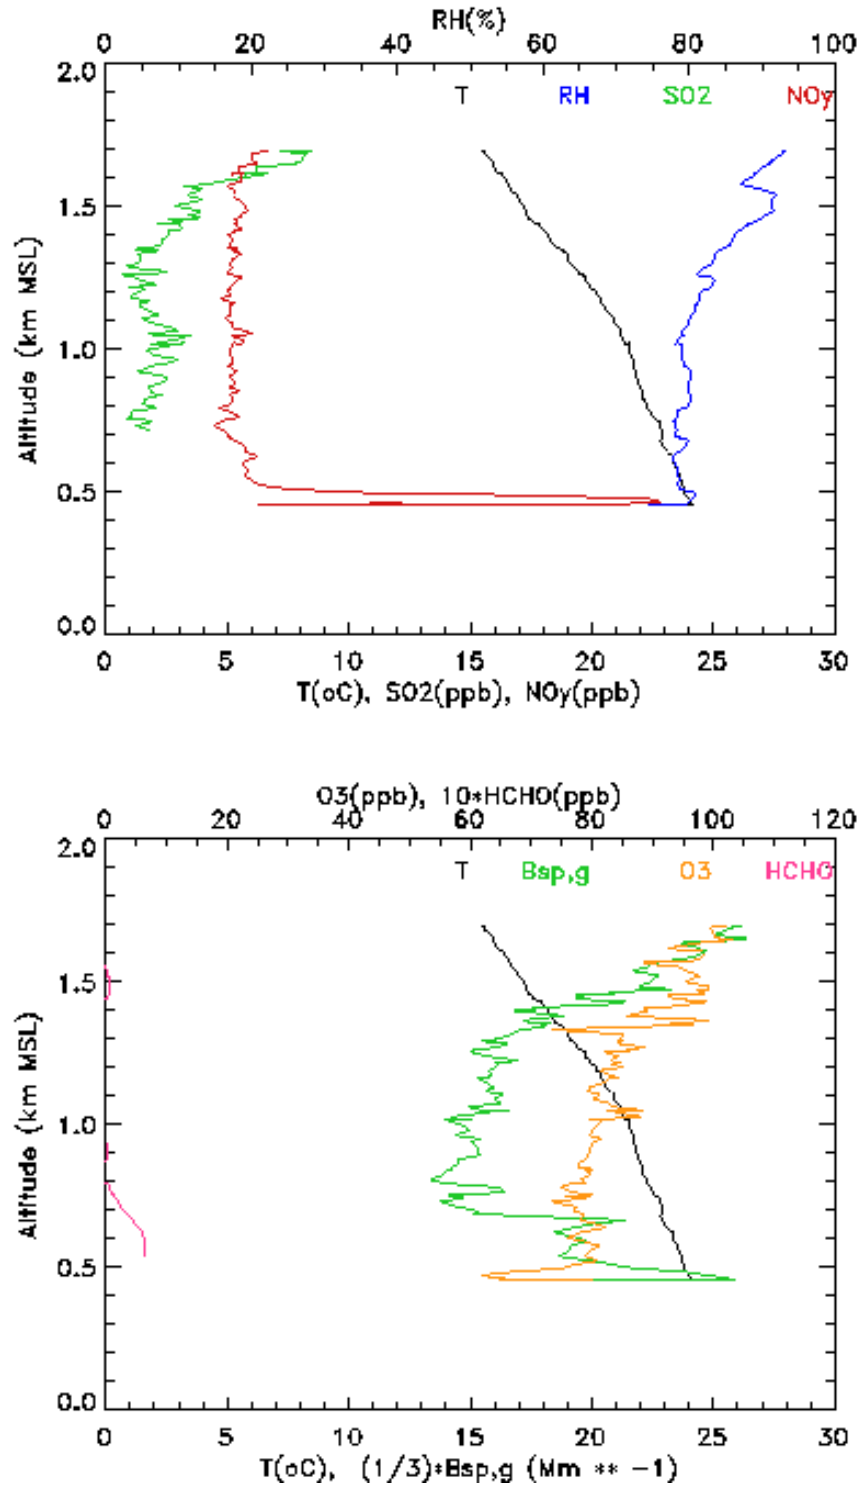 RH(%)
0 20 40 60 80 100
T RH SO2 NOy
2.0
1.5
1.0
0.5
0.0
Altitude (km MSL)
0 5 10 15 20 25 30
T(oC), SO2(ppb), NOy(ppb)
O3(ppb), 10*HCHO(ppb)
0 20 40 60 80 100 120
T Bsp,g O3 HCHO
2.0
1.5
1.0
0.5
0.0
Altitude (km MSL)
0 5 10 15 20 25 30
T(oC), (1/3)*Bsp,g (Mm ** -1)